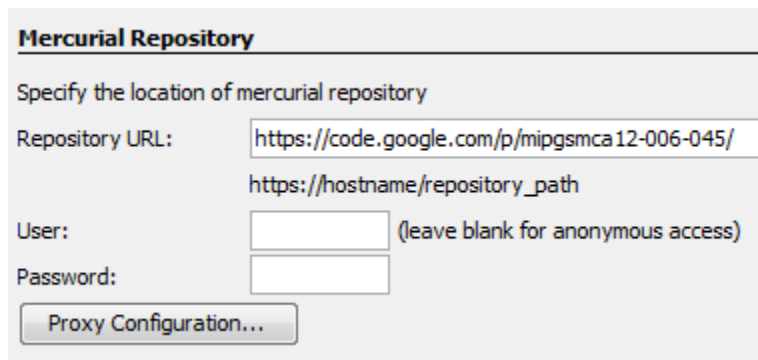 Mercurial Repository
Specify the location of mercurial repository
Repository URL: https://code.google.com/p/mipgsmca12-006-045/
https://hostname/repository_path
User: (leave blank for anonymous access)
Password:
Proxy Configuration...